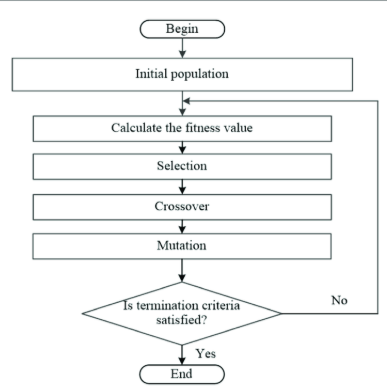 Begin
Initial population
Calculate the fitness value
Selection
Crossover
Mutation
Is termination criteria
satisfied?
No
Yes
End